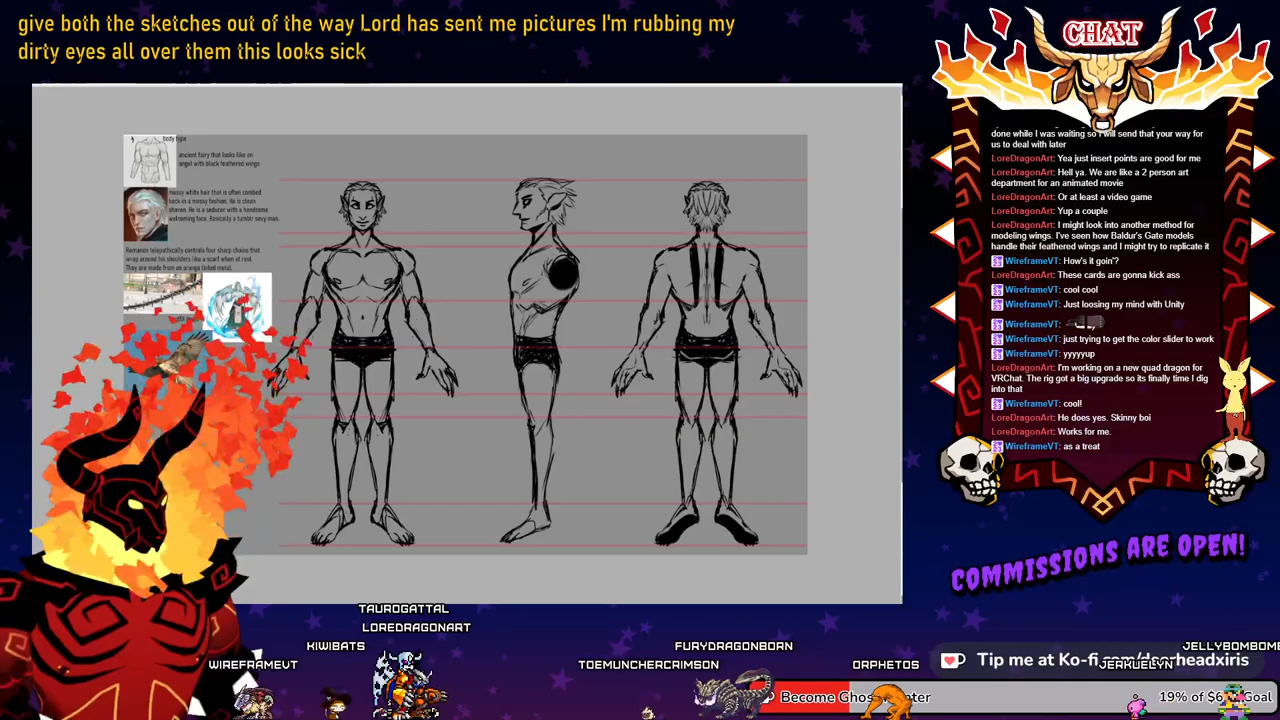 give both the sketches out of the way Lord has sent me pictures I'm rubbing my
dirty eyes all over them this looks sick
CHAT
done while I was waiting so I will send that your way for
us to deal with later
LoreDragonArt: Yea just insert points are good for me
LoreDragonArt: Hell ya. We are like a 2 person art
department for an animated movie
LoreDragonArt: Or at least a video game
LoreDragonArt: Yup a couple
LoreDragonArt: I might look into another method for
modeling wings. I've seen how Baldur's Gate models
handle their feathered wings and I might try to replicate it
WireframeVT: How's it goin'?
LoreDragonArt: These cards are gonna kick ass
WireframeVT: cool cool
WireframeVT: Just loosing my mind with Unity
WireframeVT:
WireframeVT: just trying to get the color slider to work
WireframeVT: yyyyyup
LoreDragonArt: I'm working on a new quad dragon for
VRChat. The rig got a big upgrade so its finally time I dig
into that
WireframeVT: cool!
LoreDragonArt: He does yes. Skinny boi
LoreDragonArt: Works for me.
WireframeVT: as a treat
body type
ancient fairy that looks like an
angel with black feathered wings
messy white hair that is often combed
back in a messy fashion. He is clean
shaven. He is a seducer with a handsome
welcoming face. Basically a tumblr sexy man.
Remanon telepathically controls four sharp chains that
wrap around his shoulders like a scarf when at rest.
They are made from an orange tinted metal.
COMMISSIONS ARE OPEN!
TAUROGATTAL
LOREDRAGONART
KIWIBATS
FURYDRAGONBORN
JELLYBOMBOM
WIREFRAMEVT
TOEMUNCHERCRIMSON
ORPHETOS
JERKUELYN
Tip me at Ko-fi.com/deerheadxiris
Become Ghos
nter
19% of $6
Goal